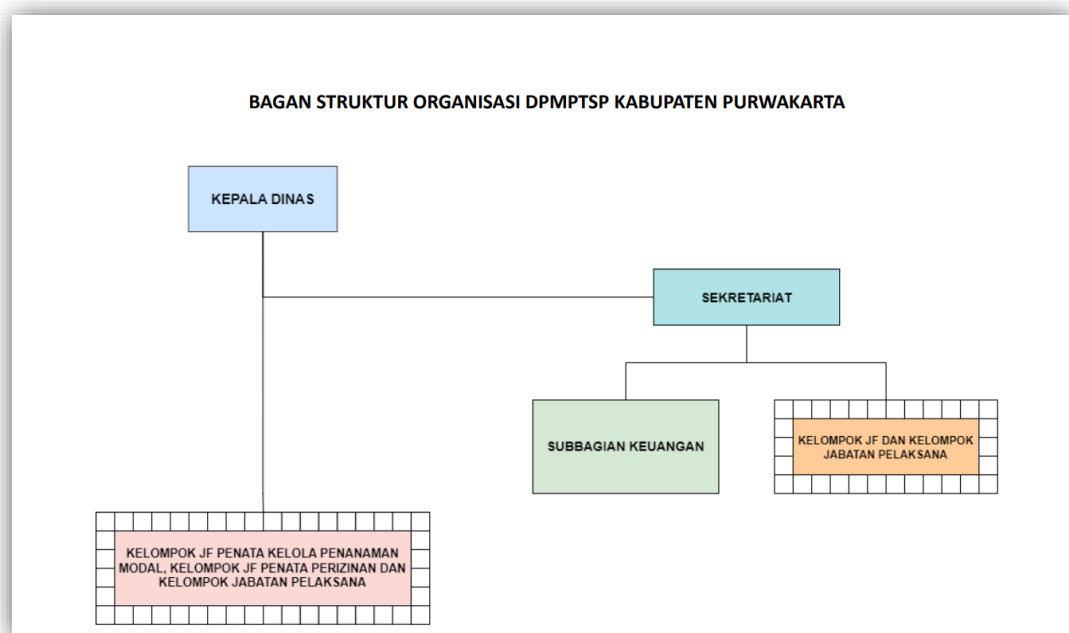 BAGAN STRUKTUR ORGANISASI DPMPTSP KABUPATEN PURWAKARTA
KEPALA DINAS
SEKRETARIAT
SUBBAGIAN KEUANGAN
KELOMPOK JF DAN KELOMPOK
JABATAN PELAKSANA
KELOMPOK JF PENATA KELOLA PENANAMAN
MODAL, KELOMPOK JF PENATA PERIZINAN DAN
KELOMPOK JABATAN PELAKSANA